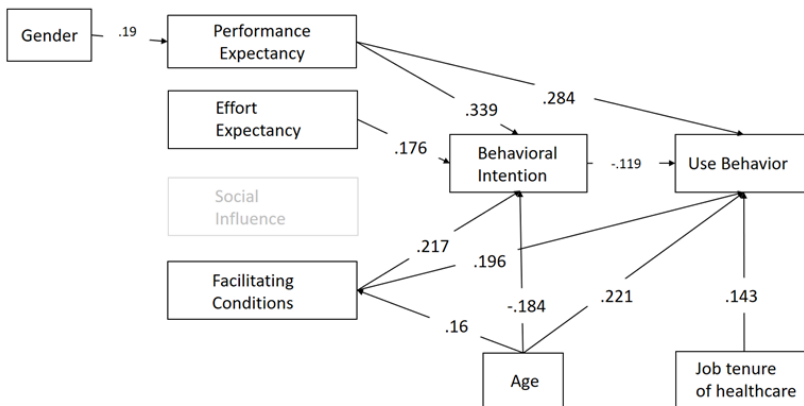 Gender
.19
Performance
Expectancy
.284
.339
Effort
Expectancy
.176
Behavioral
Intention
-.119
Use Behavior
Social
Influence
.217
.196
Facilitating
Conditions
-.184
.221
.143
.16
Age
Job tenure
of healthcare